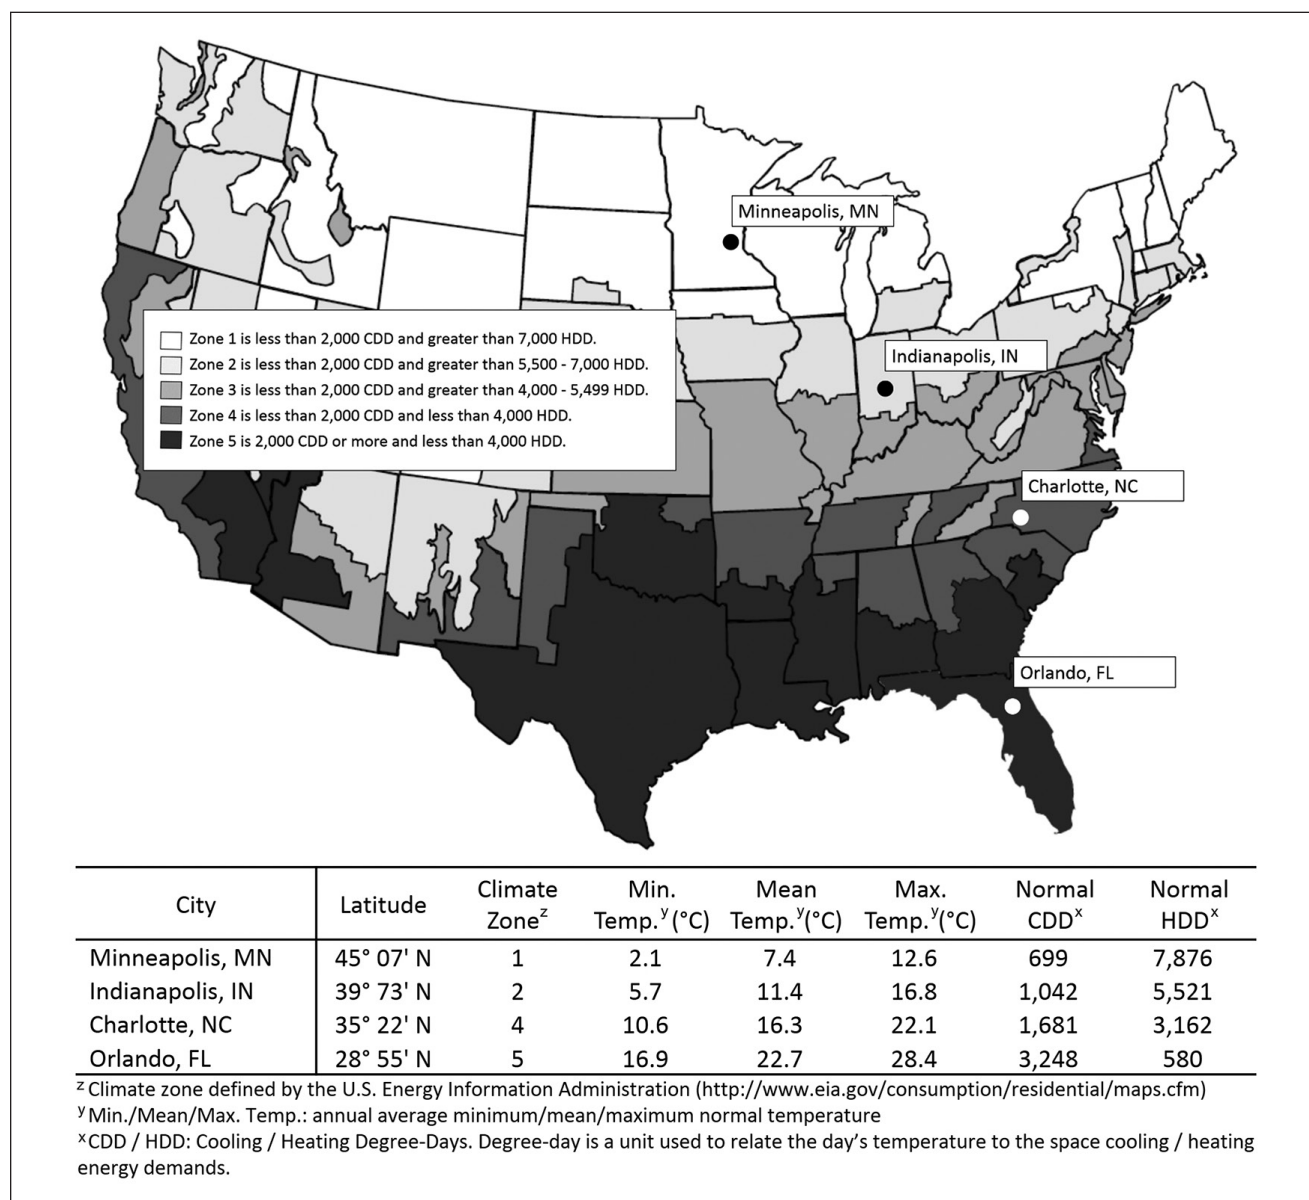 Minneapolis, MN
Indianapolis, IN
Zone 1 is less than 2,000 CDD and greater than 7,000 HDD.
Zone 2 is less than 2,000 CDD and greater than 5,500 - 7,000 HDD.
Zone 3 is less than 2,000 CDD and greater than 4,000 - 5,499 HDD.
Zone 4 is less than 2,000 CDD and less than 4,000 HDD.
Zone 5 is 2,000 CDD or more and less than 4,000 HDD.
Charlotte, NC
Orlando, FL
City Latitude Climate Zoneᶻ Min. Temp.ʸ(°C) Mean Temp.ʸ(°C) Max. Temp.ʸ(°C) Normal CDDˣ Normal HDDˣ
Minneapolis, MN 45° 07' N 1 2.1 7.4 12.6 699 7,876
Indianapolis, IN 39° 73' N 2 5.7 11.4 16.8 1,042 5,521
Charlotte, NC 35° 22' N 4 10.6 16.3 22.1 1,681 3,162
Orlando, FL 28° 55' N 5 16.9 22.7 28.4 3,248 580
ᶻ Climate zone defined by the U.S. Energy Information Administration (http://www.eia.gov/consumption/residential/maps.cfm)
ʸ Min./Mean/Max. Temp.: annual average minimum/mean/maximum normal temperature
ˣ CDD / HDD: Cooling / Heating Degree-Days. Degree-day is a unit used to relate the day's temperature to the space cooling / heating
energy demands.